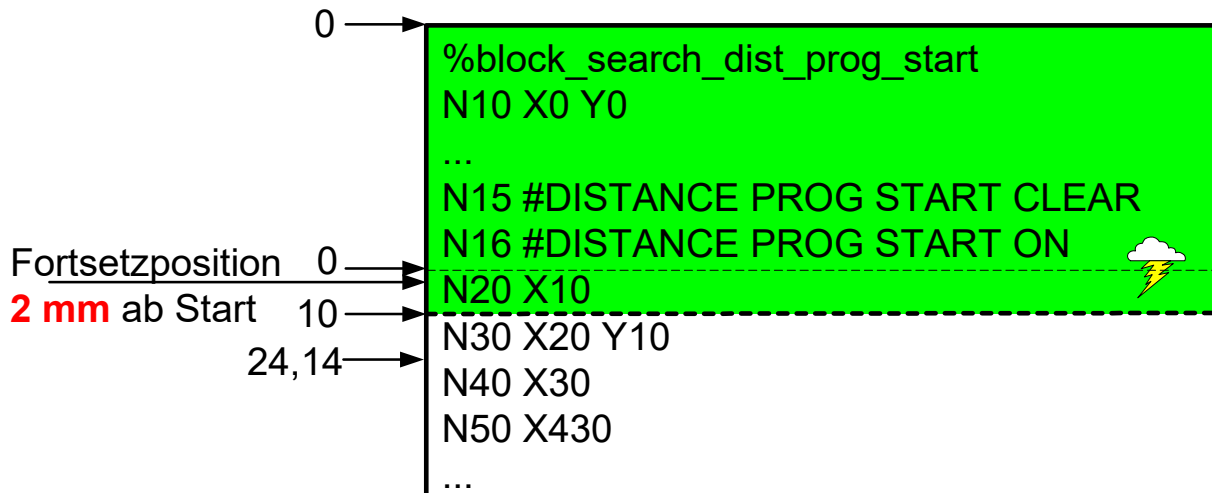 0
%block_search_dist_prog_start
N10 X0 Y0
...
N15 #DISTANCE PROG START CLEAR
N16 #DISTANCE PROG START ON
Fortsetzposition 0
N20 X10
2 mm ab Start 10
N30 X20 Y10
24,14
N40 X30
N50 X430
...